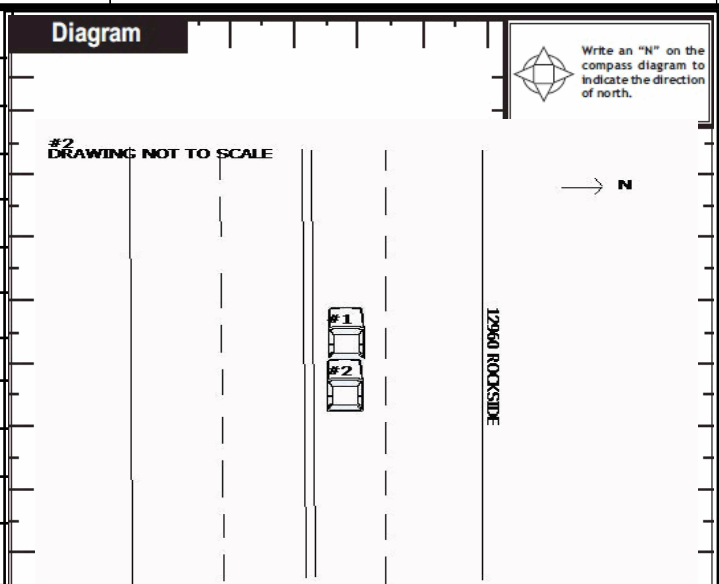 Diagram
Write an “N” on the
compass diagram to
indicate the direction
of north.
#2
DRAWING NOT TO SCALE
N
#1
#2
12960 ROCKSIDE